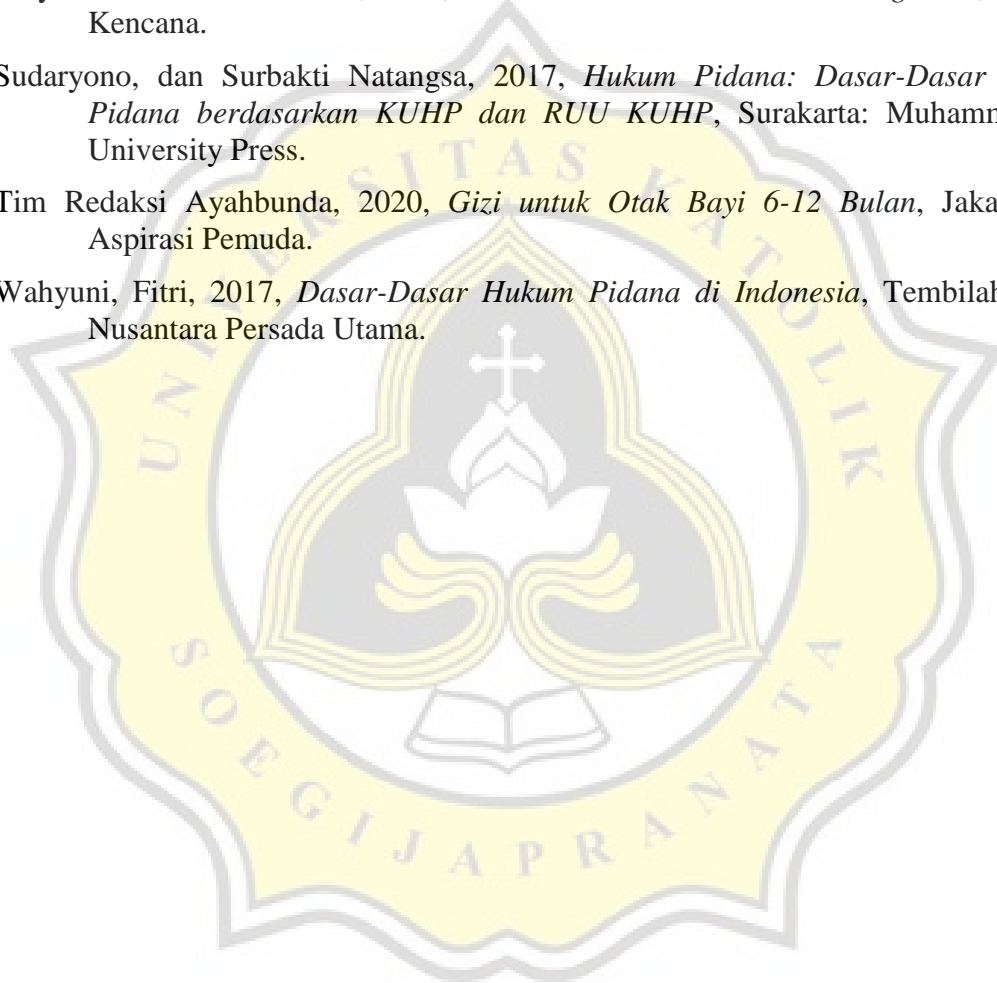 Kencana.
Sudaryono, dan Surbakti Natangsa, 2017, Hukum Pidana: Dasar-Dasar
Pidana berdasarkan KUHP dan RUU KUHP, Surakarta: Muhamm
University Press.
Tim Redaksi Ayahbunda, 2020, Gizi untuk Otak Bayi 6-12 Bulan, Jaka
Aspirasi Pemuda.
Wahyuni, Fitri, 2017, Dasar-Dasar Hukum Pidana di Indonesia, Tembilah
Nusantara Persada Utama.
UNIVERSITAS KATOLIK
SOEGIJAPRANATA